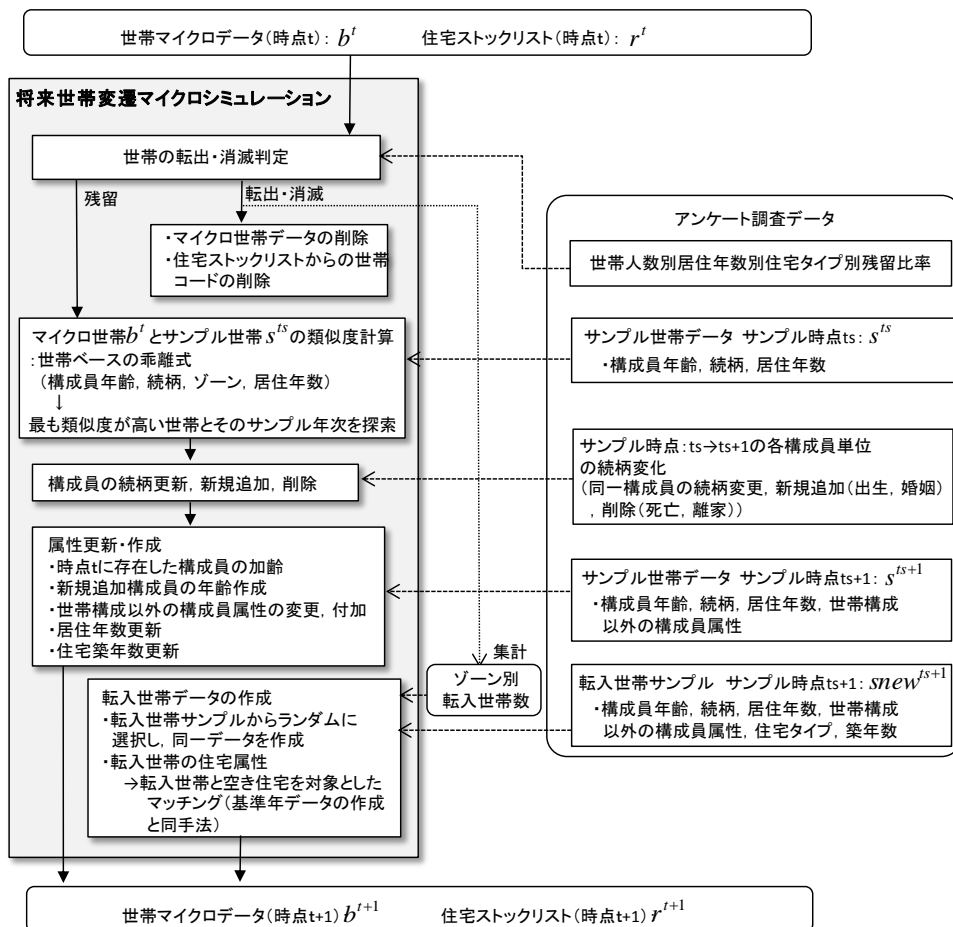 世帯マイクロデータ(時点t): b^t 住宅ストックリスト(時点t): r^t
将来世帯変遷マイクロシミュレーション
世帯の転出・消滅判定
残留
転出・消滅
・マイクロ世帯データの削除
・住宅ストックリストからの世帯
コードの削除
マイクロ世帯b^tとサンプル世帯 s^{ts} の類似度計算
:世帯ベースの乖離式
(構成員年齢, 続柄, ゾーン, 居住年数)
↓
最も類似度が高い世帯とそのサンプル年次を探索
構成員の続柄更新, 新規追加, 削除
属性更新・作成
・時点tに存在した構成員の加齢
・新規追加構成員の年齢作成
・世帯構成以外の構成員属性の変更, 付加
・居住年数更新
・住宅築年数更新
集計
ゾーン別
転入世帯数
転入世帯データの作成
・転入世帯サンプルからランダムに
選択し, 同一データを作成
・転入世帯の住宅属性
→転入世帯と空き住宅を対象とした
マッチング(基準年データの作成
と同手法)
アンケート調査データ
世帯人数別居住年数別住宅タイプ別残留比率
サンプル世帯データ サンプル時点ts: s^{ts}
・構成員年齢, 続柄, 居住年数
サンプル時点:ts→ts+1の各構成員単位
の続柄変化
(同一構成員の続柄変更, 新規追加(出生, 婚姻)
, 削除(死亡, 離家))
サンプル世帯データ サンプル時点ts+1: s^{ts+1}
・構成員年齢, 続柄, 居住年数, 世帯構成
以外の構成員属性
転入世帯サンプル サンプル時点ts+1: snew^{ts+1}
・構成員年齢, 続柄, 居住年数, 世帯構成
以外の構成員属性, 住宅タイプ, 築年数
世帯マイクロデータ(時点t+1) b^{t+1} 住宅ストックリスト(時点t+1) r^{t+1}